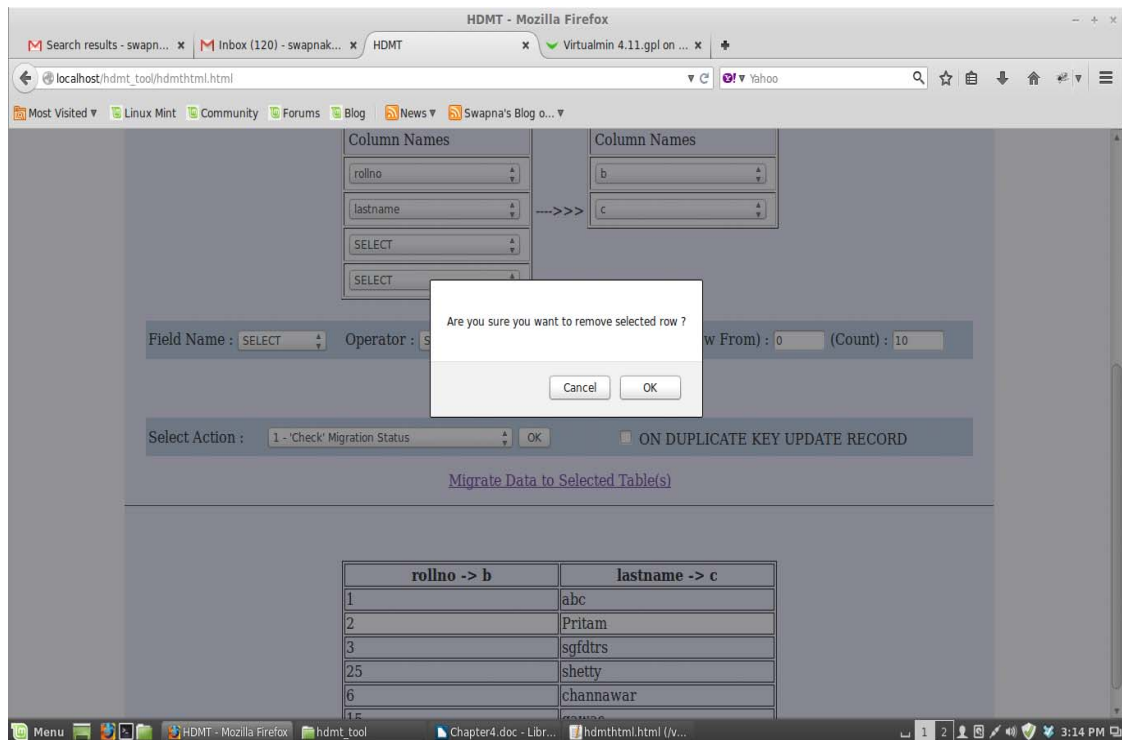 HDMT - Mozilla Firefox
Search results - swapn... Inbox (120) - swapnak... HDMT Virtualmin 4.11.gpl on ...
localhost/hdmt_tool/hdmthtml.html Yahoo
Most Visited Linux Mint Community Forums Blog News Swapna's Blog o...
Column Names Column Names
rollno b
lastname ---->>> c
SELECT
SELECT
Are you sure you want to remove selected row ?
Field Name : SELECT Operator : w From) : 0 (Count) : 10
Cancel OK
Select Action : 1 - 'Check' Migration Status OK ON DUPLICATE KEY UPDATE RECORD
Migrate Data to Selected Table(s)
rollno -> b lastname -> c
1 abc
2 Pritam
3 sgfdtrs
25 shetty
6 channawar
15
Menu HDMT - Mozilla Firefox hdmt_tool Chapter4.doc - Libr... hdmthtml.html (/v... 1 2 3:14 PM